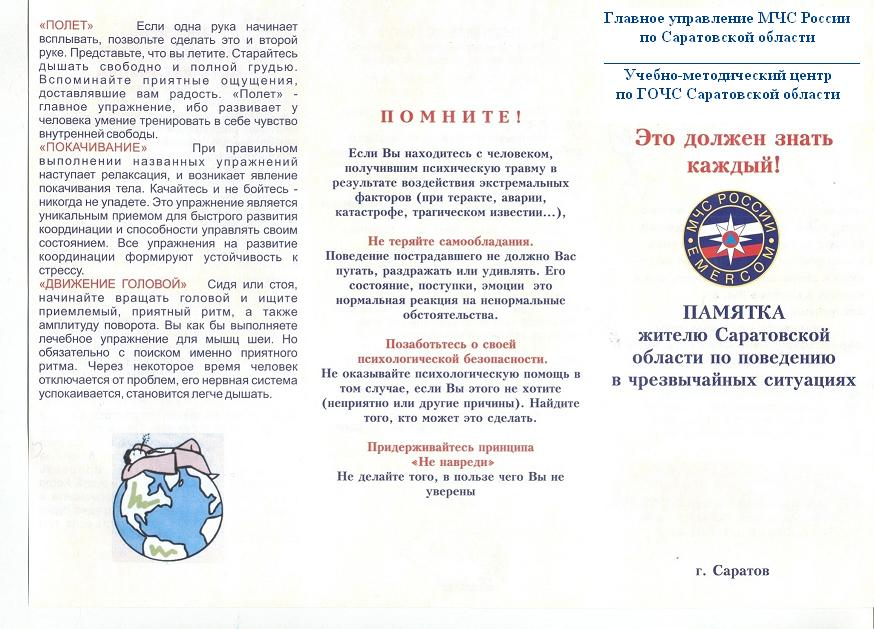 «ПОЛЕТ» Если одна рука начинает
всплывать, позвольте сделать это и второй
руке. Представьте, что вы летите. Старайтесь
дышать свободно и полной грудью.
Вспоминайте приятные ощущения,
доставлявшие вам радость. «Полет» -
главное упражнение, ибо развивает у
человека умение тренировать в себе чувство
внутренней свободы.
«ПОКАЧИВАНИЕ» При правильном
выполнении названных упражнений
наступает релаксация, и возникает явление
покачивания тела. Качайтесь и не бойтесь -
никогда не упадете. Это упражнение является
уникальным приемом для быстрого развития
координации и способности управлять своим
состоянием. Все упражнения на развитие
координации формируют устойчивость к
стрессу.
«ДВИЖЕНИЕ ГОЛОВОЙ» Сидя или стоя,
начинайте вращать головой и ищите
приемлемый, приятный ритм, а также
амплитуду поворота. Вы как бы выполняете
лечебное упражнение для мышц шеи. Но
обязательно с поиском именно приятного
ритма. Через некоторое время человек
отключается от проблем, его нервная система
успокаивается, становится легче дышать.
ПОМНИТЕ!
Если Вы находитесь с человеком,
получившим психическую травму в
результате воздействия экстремальных
факторов (при теракте, аварии,
катастрофе, трагическом известии...),
Не теряйте самообладания.
Поведение пострадавшего не должно Вас
пугать, раздражать или удивлять. Его
состояние, поступки, эмоции это
нормальная реакция на ненормальные
обстоятельства.
Позаботьтесь о своей
психологической безопасности.
Не оказывайте психологическую помощь в
том случае, если Вы этого не хотите
(неприятно или другие причины). Найдите
того, кто может это сделать.
Придерживайтесь принципа
«Не навреди»
Не делайте того, в пользе чего Вы не
уверены
Главное управление МЧС России
по Саратовской области
Учебно-методический центр
по ГОЧС Саратовской области
Это должен знать
каждый!
МЧС РОССИИ
EMERCOM
ПАМЯТКА
жителю Саратовской
области по поведению
в чрезвычайных ситуациях
г. Саратов